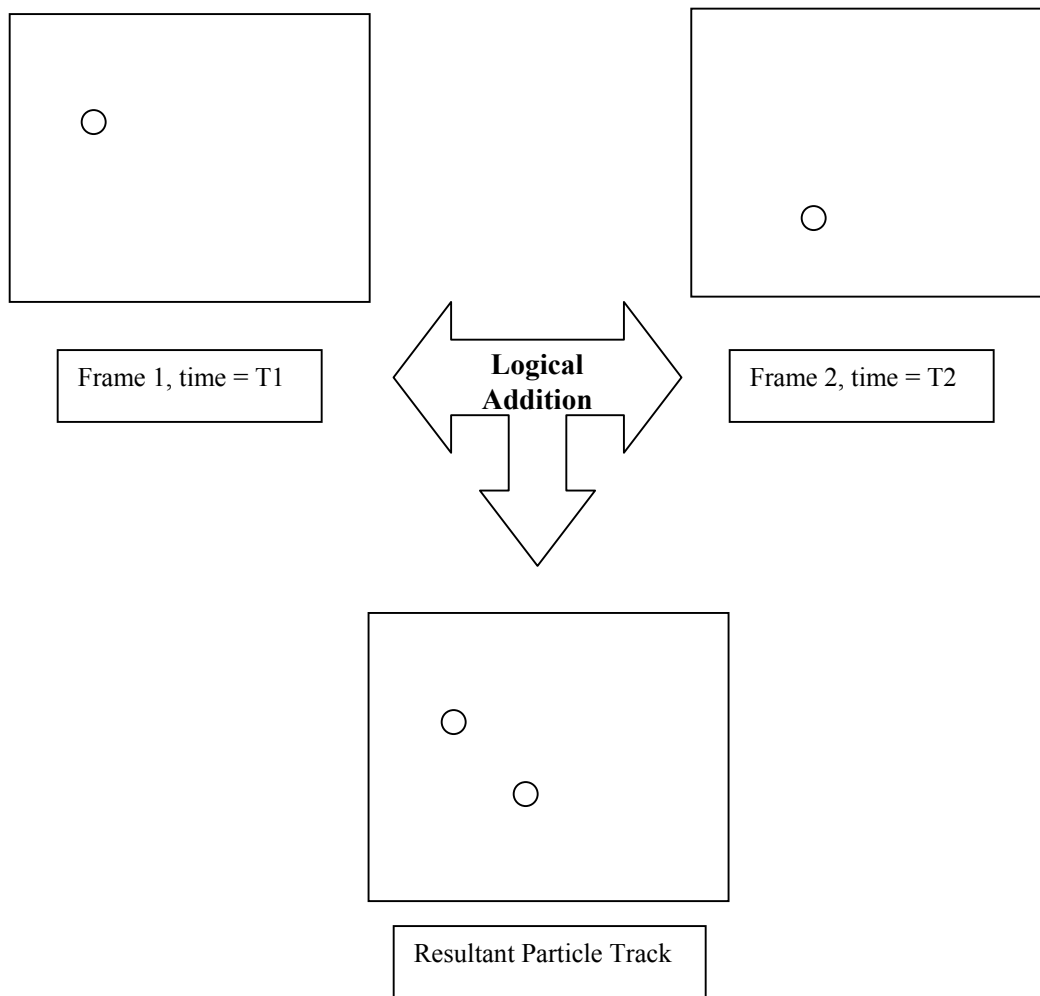 Frame 1, time = T1
Logical
Addition
Frame 2, time = T2
Resultant Particle Track